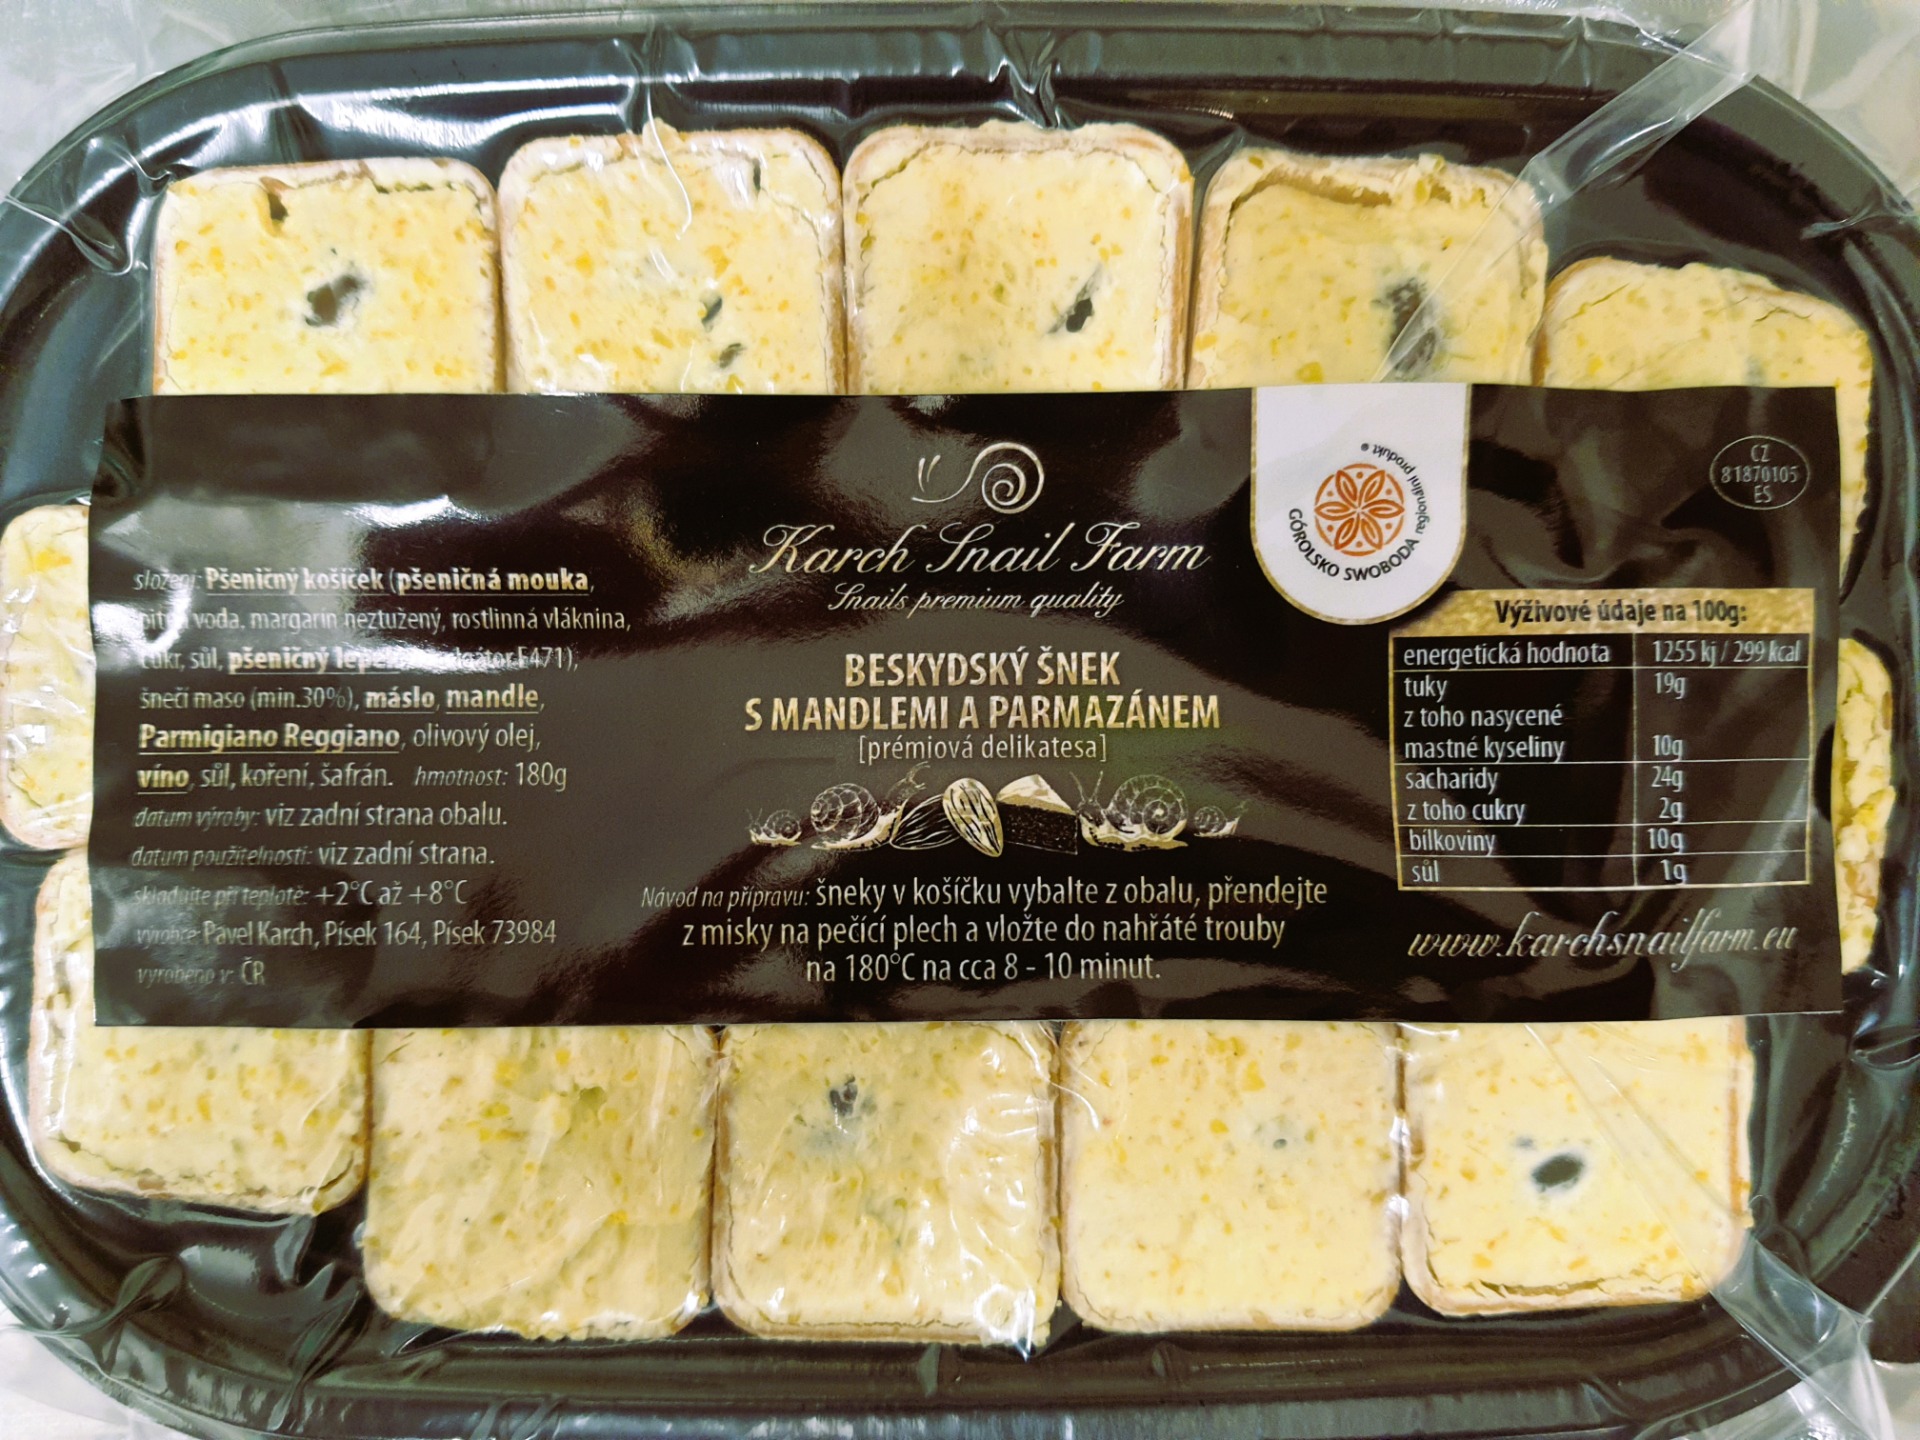 složení: Pšeničný košíček (pšeničná mouka,
pitná voda, margarin neztužený, rostlinná vláknina,
cukr, sůl, pšeničný E471),
šnečí maso (min.30%), máslo, mandle,
Parmigiano Reggiano, olivový olej,
víno, sůl, koření, šafrán. hmotnost: 180g
datum výroby: viz zadní strana obalu.
datum použitelnosti: viz zadní strana.
skladujte při teplotě: +2°C až +8°C
výrobce: Pavel Karch, Písek 164, Písek 73984
vyrobeno v: ČR
Karch Snail Farm
Snails premium quality
BESKYDSKÝ ŠNEK
S MANDLEMI A PARMAZÁNEM
[prémiová delikatesa]
Návod na přípravu: šneky v košíčku vybalte z obalu, přendejte
z misky na pečící plech a vložte do nahřáté trouby
na 180°C na cca 8 - 10 minut.
GÓROLSKO SWOBODA regionální produkt ®
CZ
81870105
ES
Výživové údaje na 100g:
energetická hodnota 1255 kj / 299 kcal
tuky 19g
z toho nasycené
mastné kyseliny 10g
sacharidy 24g
z toho cukry 2g
bílkoviny 10g
sůl 1g
www.karchsnailfarm.eu